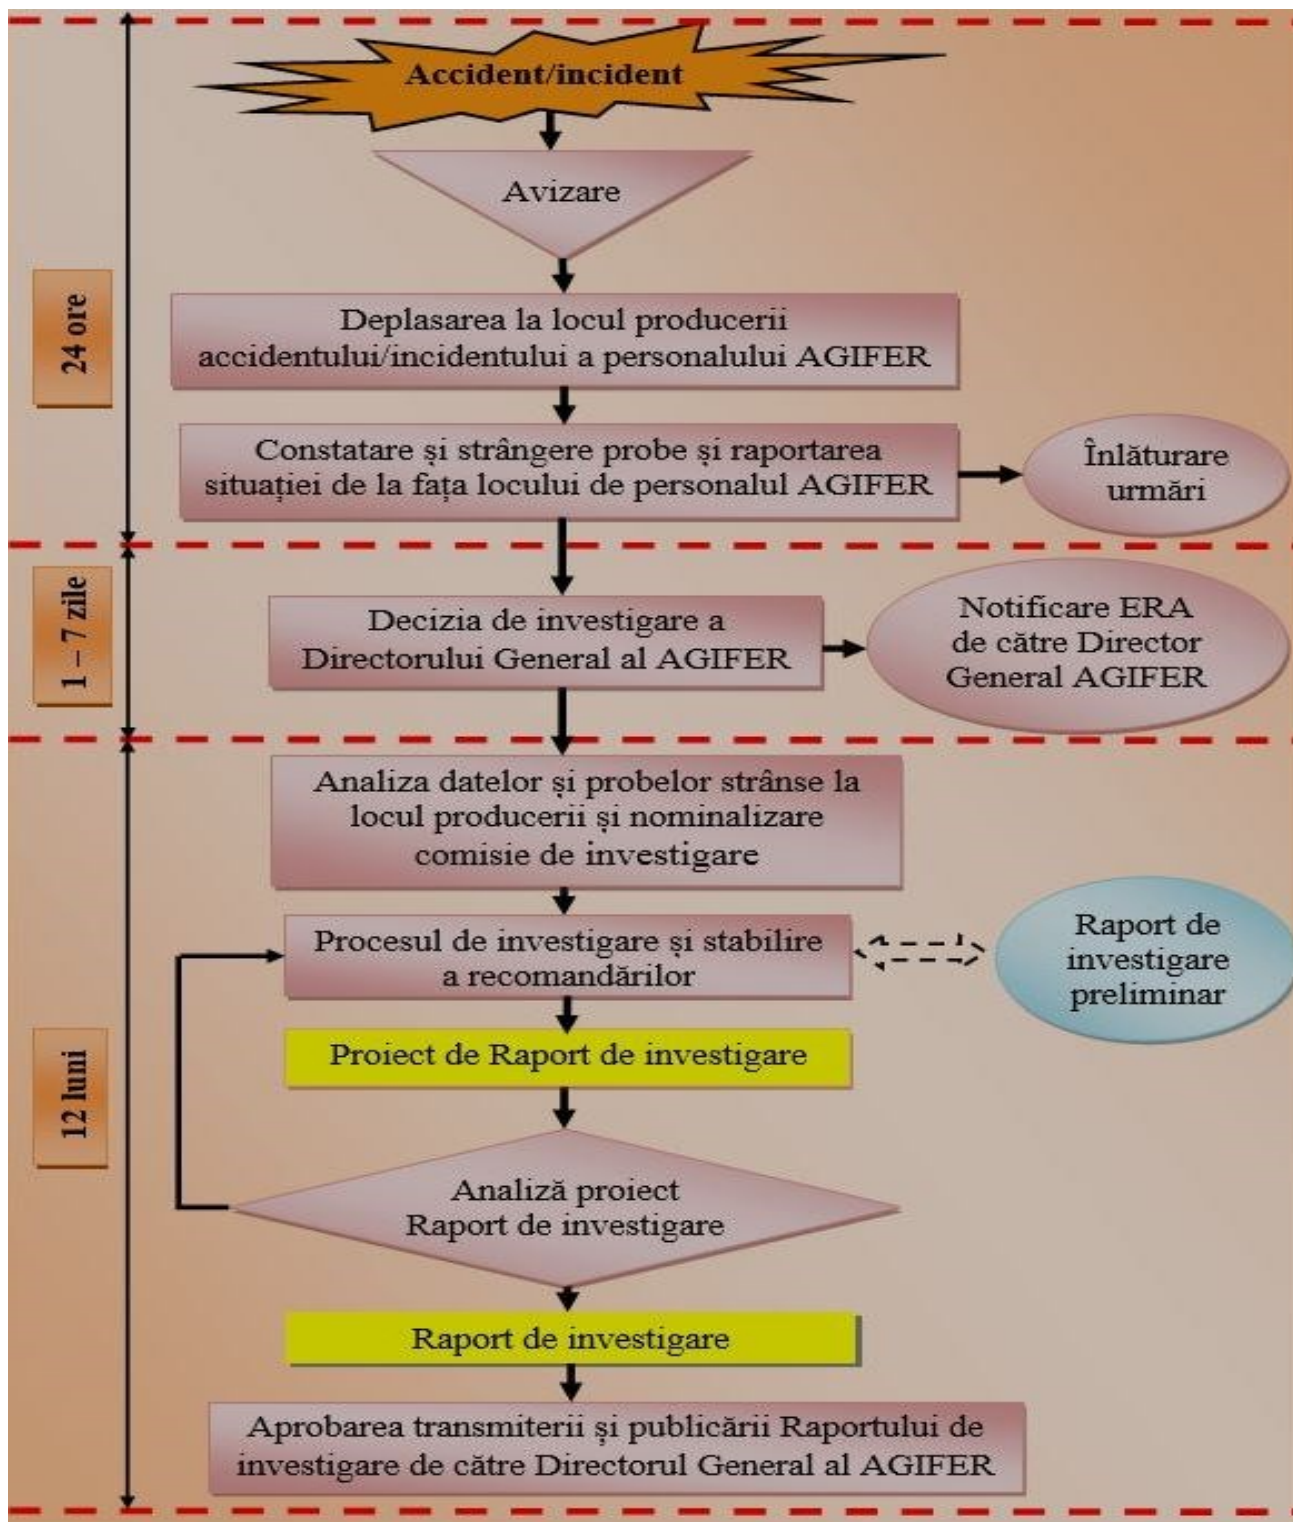 Accident/incident
Avizare
24 ore
Deplasarea la locul producerii
accidentului/incidentului a personalului AGIFER
Constatare și strângere probe și raportarea
situației de la fața locului de personalul AGIFER
Înlăturare
urmări
1 – 7 zile
Decizia de investigare a
Directorului General al AGIFER
Notificare ERA
de către Director
General AGIFER
12 luni
Analiza datelor și probelor strânse la
locul producerii și nominalizare
comisie de investigare
Procesul de investigare și stabilire
a recomandărilor
Raport de
investigare
preliminar
Proiect de Raport de investigare
Analiză proiect
Raport de investigare
Raport de investigare
Aprobarea transmiterii și publicării Raportului de
investigare de către Directorul General al AGIFER